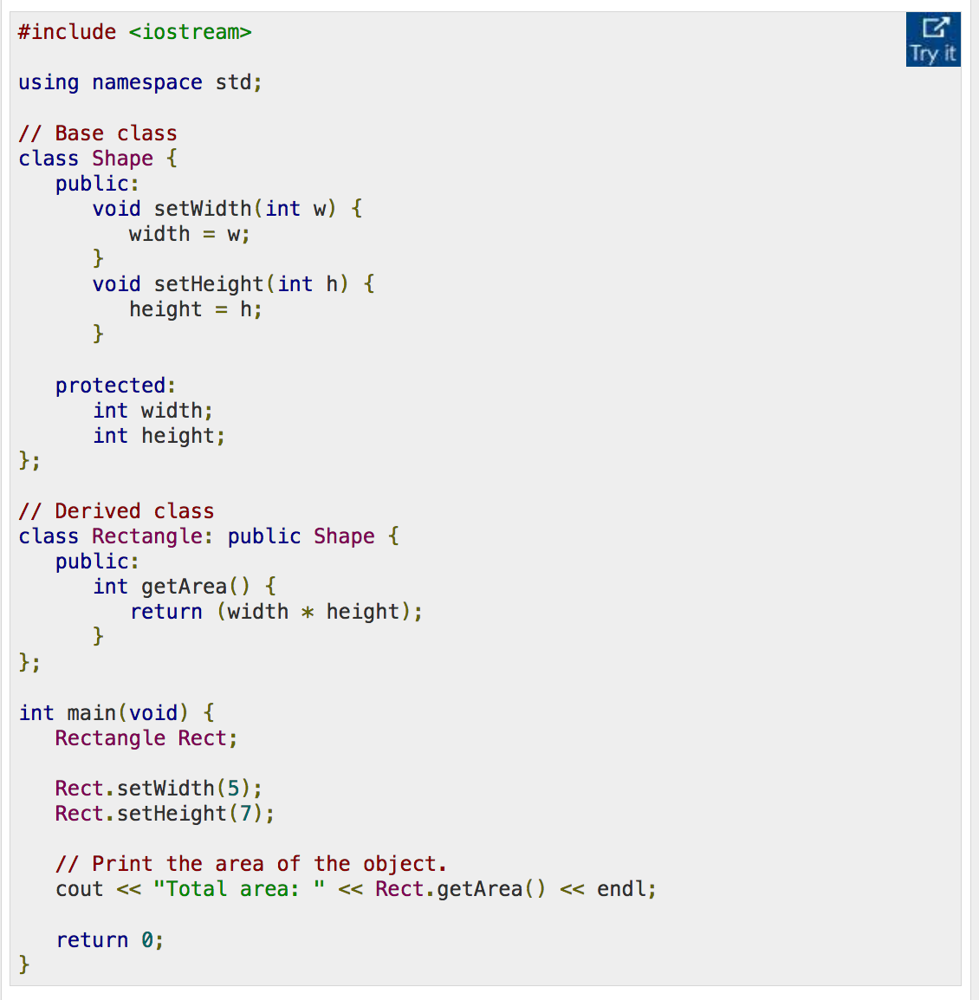 #include <iostream>
Try it
using namespace std;
// Base class
class Shape {
   public:
      void setWidth(int w) {
         width = w;
      }
      void setHeight(int h) {
         height = h;
      }
   protected:
      int width;
      int height;
};
// Derived class
class Rectangle: public Shape {
   public:
      int getArea() {
         return (width * height);
      }
};
int main(void) {
   Rectangle Rect;
   Rect.setWidth(5);
   Rect.setHeight(7);
   // Print the area of the object.
   cout << "Total area: " << Rect.getArea() << endl;
   return 0;
}